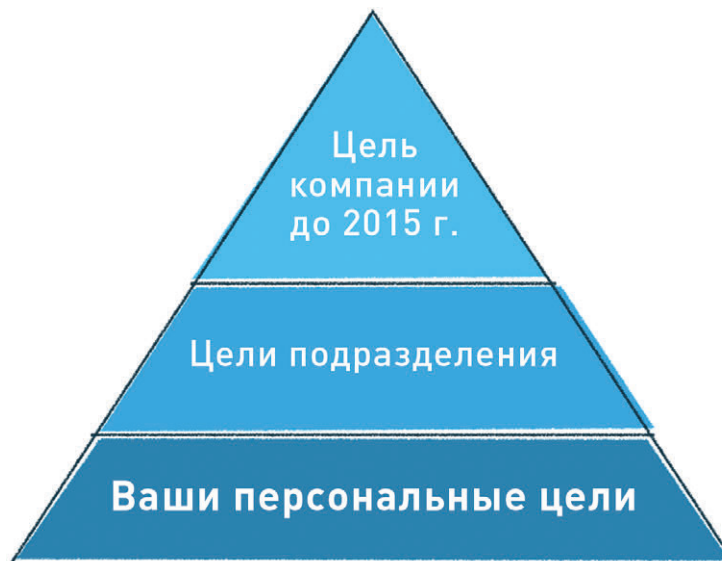 Цель
компании
до 2015 г.
Цели подразделения
Ваши персональные цели